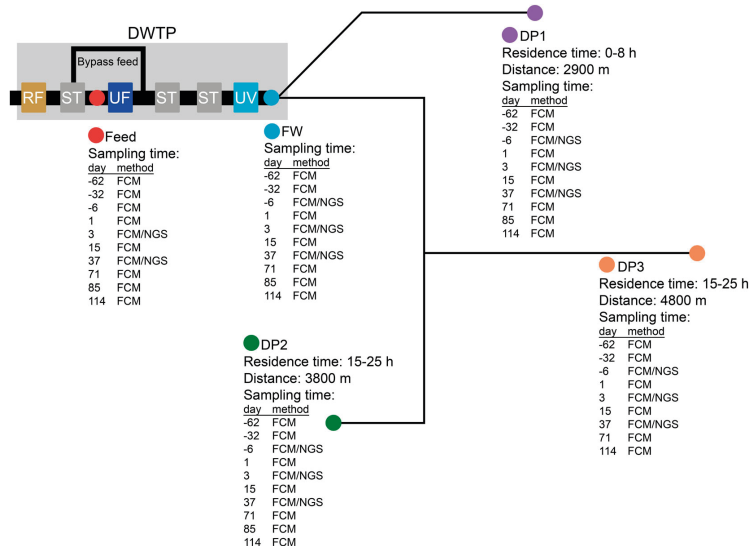 DWTP
Bypass feed
RF ST UF ST ST UV
Feed
Sampling time:
day method
-62 FCM
-32 FCM
-6 FCM
1 FCM
3 FCM/NGS
15 FCM
37 FCM/NGS
71 FCM
85 FCM
114 FCM
FW
Sampling time:
day method
-62 FCM
-32 FCM
-6 FCM/NGS
1 FCM
3 FCM/NGS
15 FCM
37 FCM/NGS
71 FCM
85 FCM
114 FCM
DP1
Residence time: 0-8 h
Distance: 2900 m
Sampling time:
day method
-62 FCM
-32 FCM
-6 FCM/NGS
1 FCM
3 FCM/NGS
15 FCM
37 FCM/NGS
71 FCM
85 FCM
114 FCM
DP3
Residence time: 15-25 h
Distance: 4800 m
Sampling time:
day method
-62 FCM
-32 FCM
-6 FCM/NGS
1 FCM
3 FCM/NGS
15 FCM
37 FCM/NGS
71 FCM
114 FCM
DP2
Residence time: 15-25 h
Distance: 3800 m
Sampling time:
day method
-62 FCM
-32 FCM
-6 FCM/NGS
1 FCM
3 FCM/NGS
15 FCM
37 FCM/NGS
71 FCM
85 FCM
114 FCM